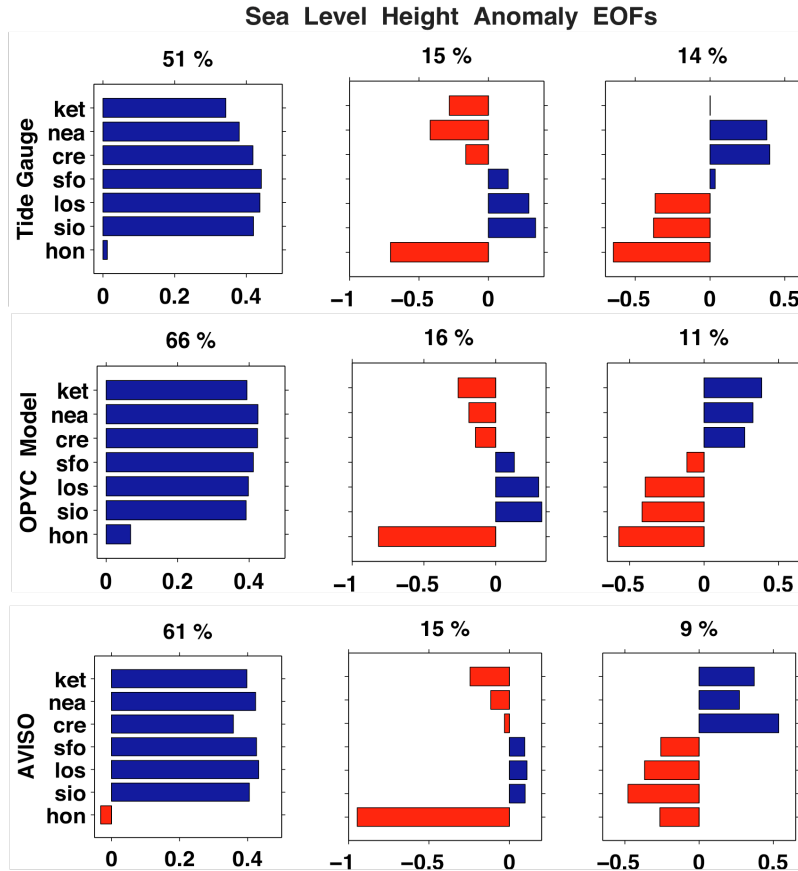 Sea Level Height Anomaly EOFs
51 % 15 % 14 %
Tide Gauge
ket
nea
cre
sfo
los
sio
hon
0 0.2 0.4 −1 −0.5 0 −0.5 0 0.5
66 % 16 % 11 %
OPYC Model
ket
nea
cre
sfo
los
sio
hon
0 0.2 0.4 −1 −0.5 0 −0.5 0 0.5
61 % 15 % 9 %
AVISO
ket
nea
cre
sfo
los
sio
hon
0 0.2 0.4 −1 −0.5 0 −0.5 0 0.5